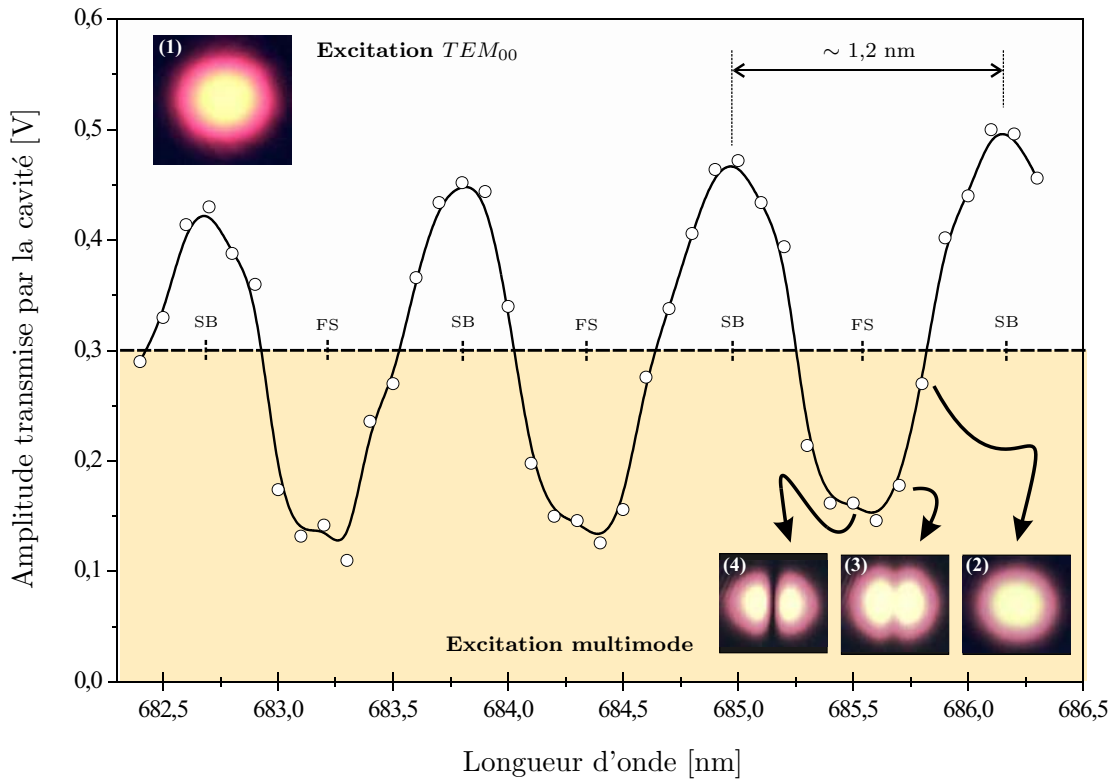 0,6
(1)
Excitation TEM00
~ 1,2 nm
0,5
0,4
SB
FS
SB
FS
SB
FS
SB
0,3
0,2
(4)
(3)
(2)
0,1
Excitation multimode
0,0
682,5
683,0
683,5
684,0
684,5
685,0
685,5
686,0
686,5
Longueur d'onde [nm]
Amplitude transmise par la cavité [V]